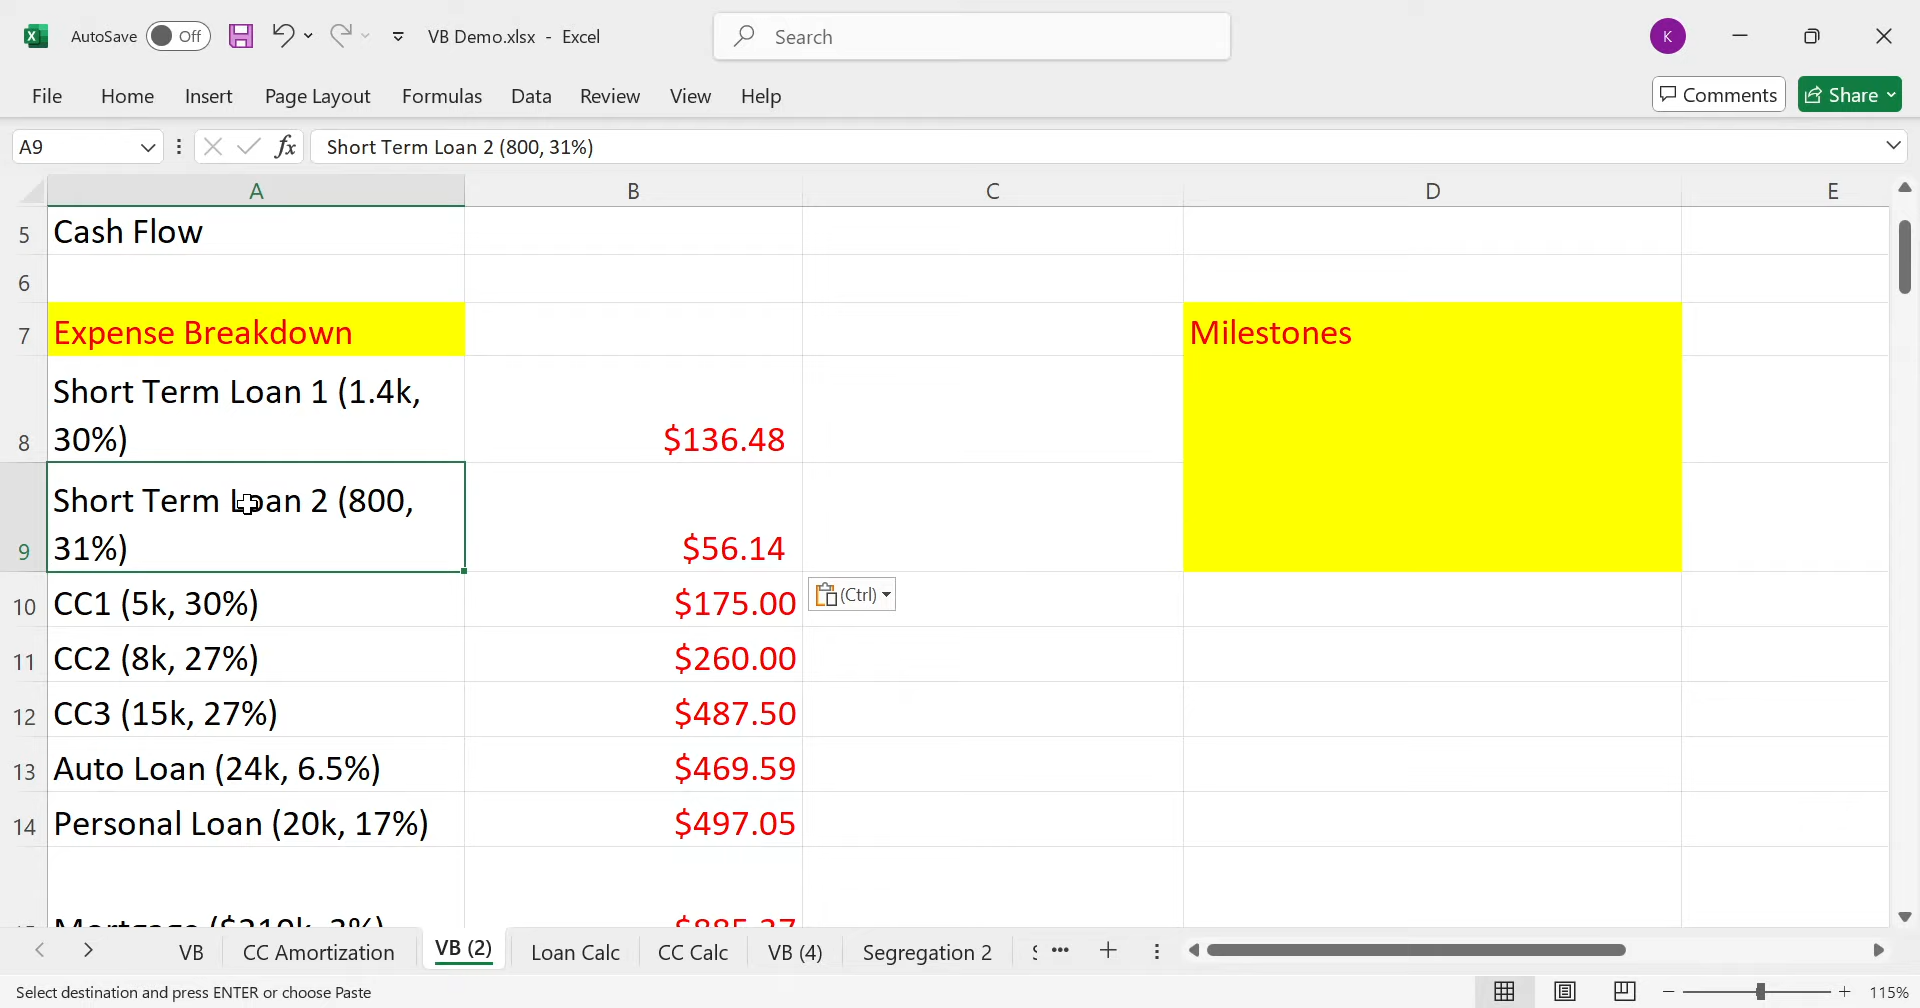 AutoSave Off VB Demo.xlsx - Excel Search K
File Home Insert Page Layout Formulas Data Review View Help Comments Share
A9 fx Short Term Loan 2 (800, 31%)
A B C D E
5 Cash Flow
6
7 Expense Breakdown Milestones
Short Term Loan 1 (1.4k,
8 30%) $136.48
Short Term Loan 2 (800,
9 31%) $56.14
10 CC1 (5k, 30%) $175.00 (Ctrl)
11 CC2 (8k, 27%) $260.00
12 CC3 (15k, 27%) $487.50
13 Auto Loan (24k, 6.5%) $469.59
14 Personal Loan (20k, 17%) $497.05
VB CC Amortization VB (2) Loan Calc CC Calc VB (4) Segregation 2
Select destination and press ENTER or choose Paste 115%